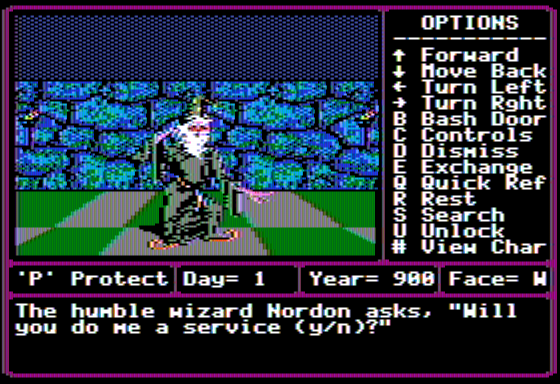 OPTIONS
------------
↑ Forward
↓ Move Back
← Turn Left
→ Turn Rght
B Bash Door
C Controls
D Dismiss
E Exchange
Q Quick Ref
R Rest
S Search
U Unlock
# View Char
'P' Protect Day= 1 Year= 900 Face= W
The humble wizard Nordon asks, "Will
you do me a service (y/n)?"